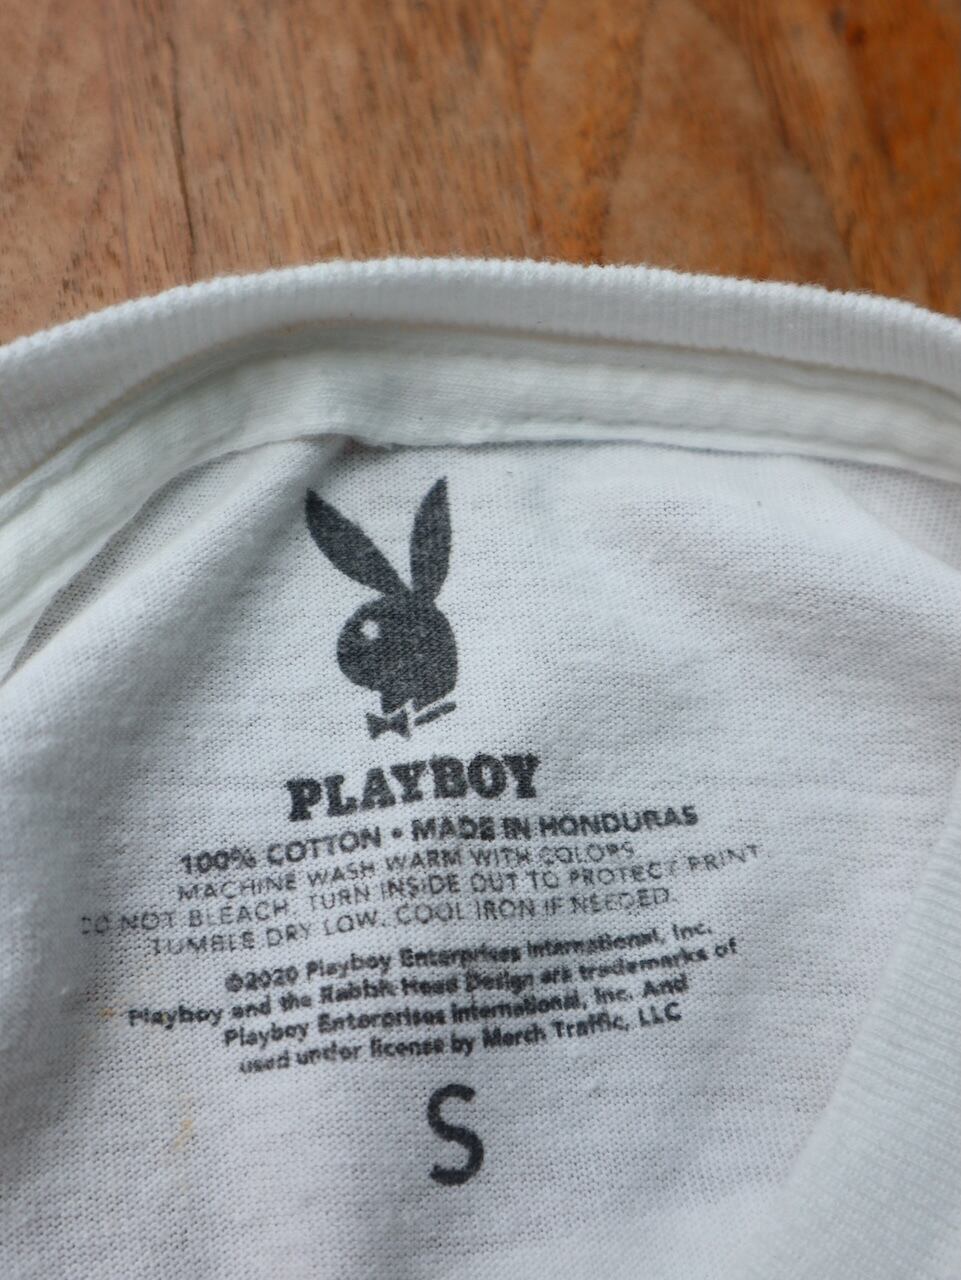 PLAYBOY
100% COTTON • MADE IN HONDURAS
MACHINE WASH WARM WITH COLORS
DO NOT BLEACH. TURN INSIDE OUT TO PROTECT PRINT
TUMBLE DRY LOW. COOL IRON IF NEEDED.
©2020 Playboy Enterprises International, Inc.
Playboy and the Rabbit Head Design are trademarks of
Playboy Enterprises International, Inc. And
used under license by Merch Traffic, LLC
S